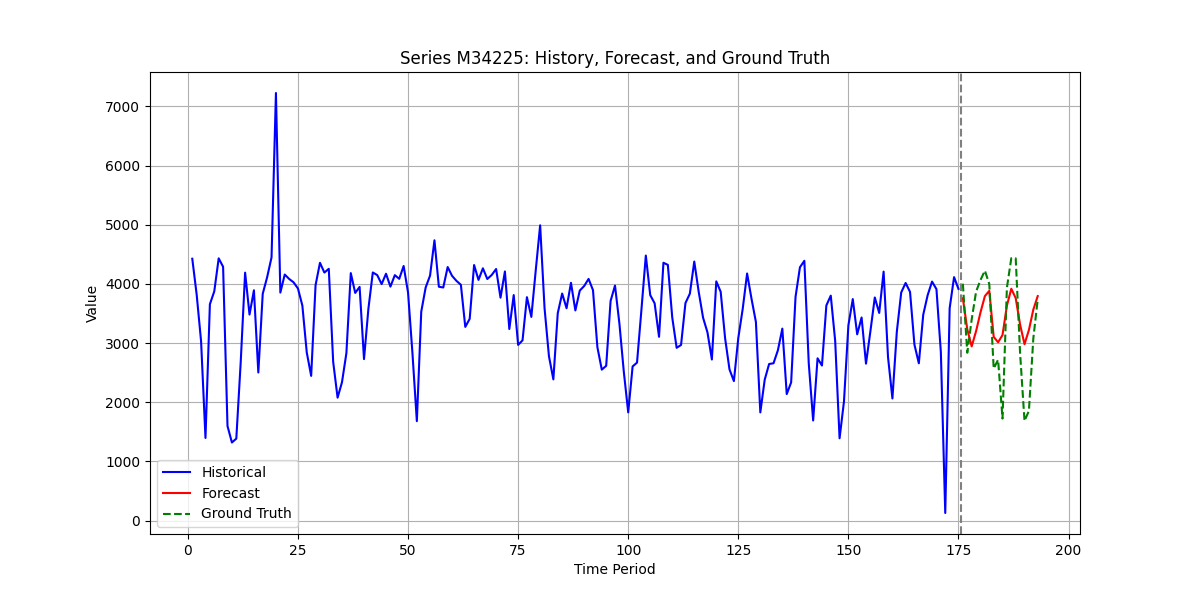 Series M34225: History, Forecast, and Ground Truth
Value
7000
6000
5000
4000
3000
2000
1000
0
Historical
Forecast
Ground Truth
0 25 50 75 100 125 150 175 200
Time Period